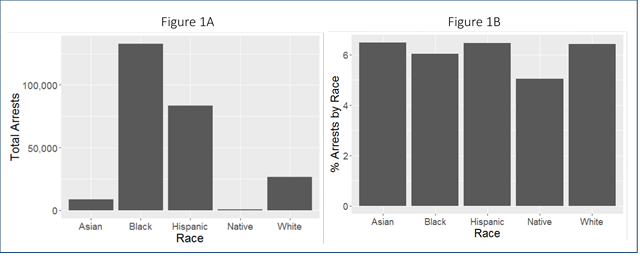 Figure 1A
Total Arrests
100,000
50,000
0
Asian Black Hispanic Native White
Race
Figure 1B
% Arrests by Race
6
4
2
0
Asian Black Hispanic Native White
Race